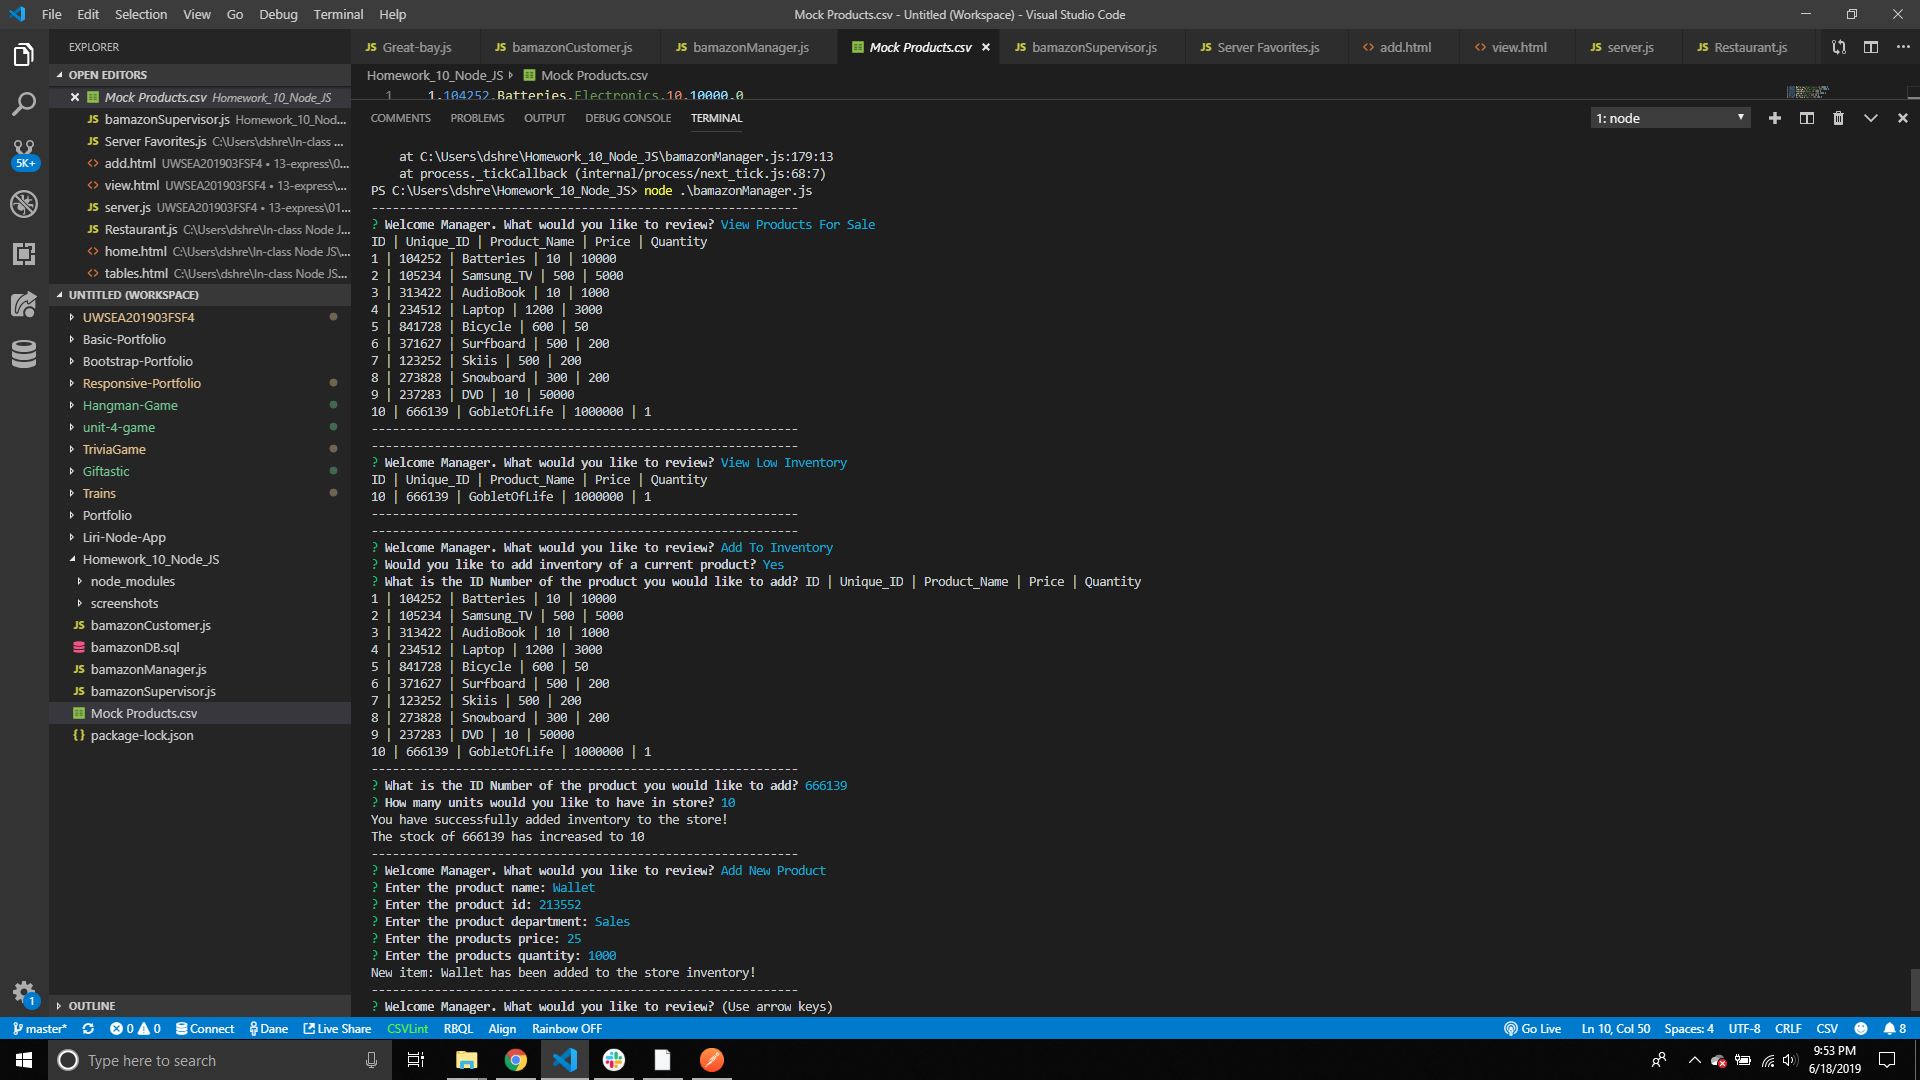 File Edit Selection View Go Debug Terminal Help
Mock Products.csv - Untitled (Workspace) - Visual Studio Code
EXPLORER
OPEN EDITORS
Mock Products.csv Homework_10_Node_JS
JS bamazonSupervisor.js Homework_10_Nod...
JS Server Favorites.js C:\Users\dshre\In-class ...
<> add.html UWSEA201903FSF4 • 13-express\0...
<> view.html UWSEA201903FSF4 • 13-express\...
JS server.js UWSEA201903FSF4 • 13-express\01...
JS Restaurant.js C:\Users\dshre\In-class Node J...
<> home.html C:\Users\dshre\In-class Node JS\...
<> tables.html C:\Users\dshre\In-class Node JS...
UNTITLED (WORKSPACE)
UWSEA201903FSF4
Basic-Portfolio
Bootstrap-Portfolio
Responsive-Portfolio
Hangman-Game
unit-4-game
TriviaGame
Giftastic
Trains
Portfolio
Liri-Node-App
Homework_10_Node_JS
node_modules
screenshots
JS bamazonCustomer.js
bamazonDB.sql
JS bamazonManager.js
JS bamazonSupervisor.js
Mock Products.csv
{} package-lock.json
OUTLINE
5K+
1
JS Great-bay.js JS bamazonCustomer.js JS bamazonManager.js Mock Products.csv JS bamazonSupervisor.js JS Server Favorites.js <> add.html <> view.html JS server.js JS Restaurant.js
Homework_10_Node_JS Mock Products.csv
1 1,104252,Batteries,Electronics,10,10000,0
COMMENTS PROBLEMS OUTPUT DEBUG CONSOLE TERMINAL 1: node
at C:\Users\dshre\Homework_10_Node_JS\bamazonManager.js:179:13
at process._tickCallback (internal/process/next_tick.js:68:7)
PS C:\Users\dshre\Homework_10_Node_JS> node .\bamazonManager.js
-------------------------------------------------------------
? Welcome Manager. What would you like to review? View Products For Sale
ID | Unique_ID | Product_Name | Price | Quantity
1 | 104252 | Batteries | 10 | 10000
2 | 105234 | Samsung_TV | 500 | 5000
3 | 313422 | AudioBook | 10 | 1000
4 | 234512 | Laptop | 1200 | 3000
5 | 841728 | Bicycle | 600 | 50
6 | 371627 | Surfboard | 500 | 200
7 | 123252 | Skiis | 500 | 200
8 | 273828 | Snowboard | 300 | 200
9 | 237283 | DVD | 10 | 50000
10 | 666139 | GobletOfLife | 1000000 | 1
-------------------------------------------------------------
-------------------------------------------------------------
? Welcome Manager. What would you like to review? View Low Inventory
ID | Unique_ID | Product_Name | Price | Quantity
10 | 666139 | GobletOfLife | 1000000 | 1
-------------------------------------------------------------
-------------------------------------------------------------
? Welcome Manager. What would you like to review? Add To Inventory
? Would you like to add inventory of a current product? Yes
? What is the ID Number of the product you would like to add? ID | Unique_ID | Product_Name | Price | Quantity
1 | 104252 | Batteries | 10 | 10000
2 | 105234 | Samsung_TV | 500 | 5000
3 | 313422 | AudioBook | 10 | 1000
4 | 234512 | Laptop | 1200 | 3000
5 | 841728 | Bicycle | 600 | 50
6 | 371627 | Surfboard | 500 | 200
7 | 123252 | Skiis | 500 | 200
8 | 273828 | Snowboard | 300 | 200
9 | 237283 | DVD | 10 | 50000
10 | 666139 | GobletOfLife | 1000000 | 1
-------------------------------------------------------------
? What is the ID Number of the product you would like to add? 666139
? How many units would you like to have in store? 10
You have successfully added inventory to the store!
The stock of 666139 has increased to 10
-------------------------------------------------------------
? Welcome Manager. What would you like to review? Add New Product
? Enter the product name: Wallet
? Enter the product id: 213552
? Enter the product department: Sales
? Enter the products price: 25
? Enter the products quantity: 1000
New item: Wallet has been added to the store inventory!
-------------------------------------------------------------
? Welcome Manager. What would you like to review? (Use arrow keys)
master* 0 0 Connect Dane Live Share CSVLint RBQL Align Rainbow OFF Go Live Ln 10, Col 50 Spaces: 4 UTF-8 CRLF CSV 8
Type here to search
9:53 PM
6/18/2019